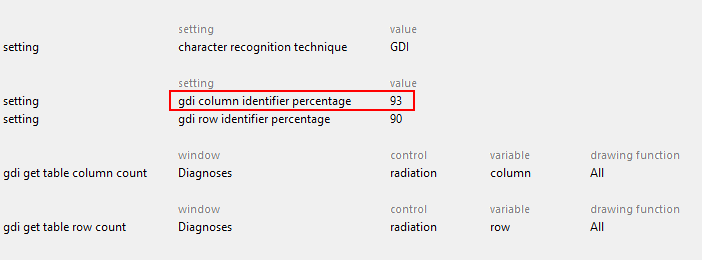 setting value
setting character recognition technique GDI
setting value
setting gdi column identifier percentage 93
setting gdi row identifier percentage 90
window control variable drawing function
gdi get table column count Diagnoses radiation column All
window control variable drawing function
gdi get table row count Diagnoses radiation row All